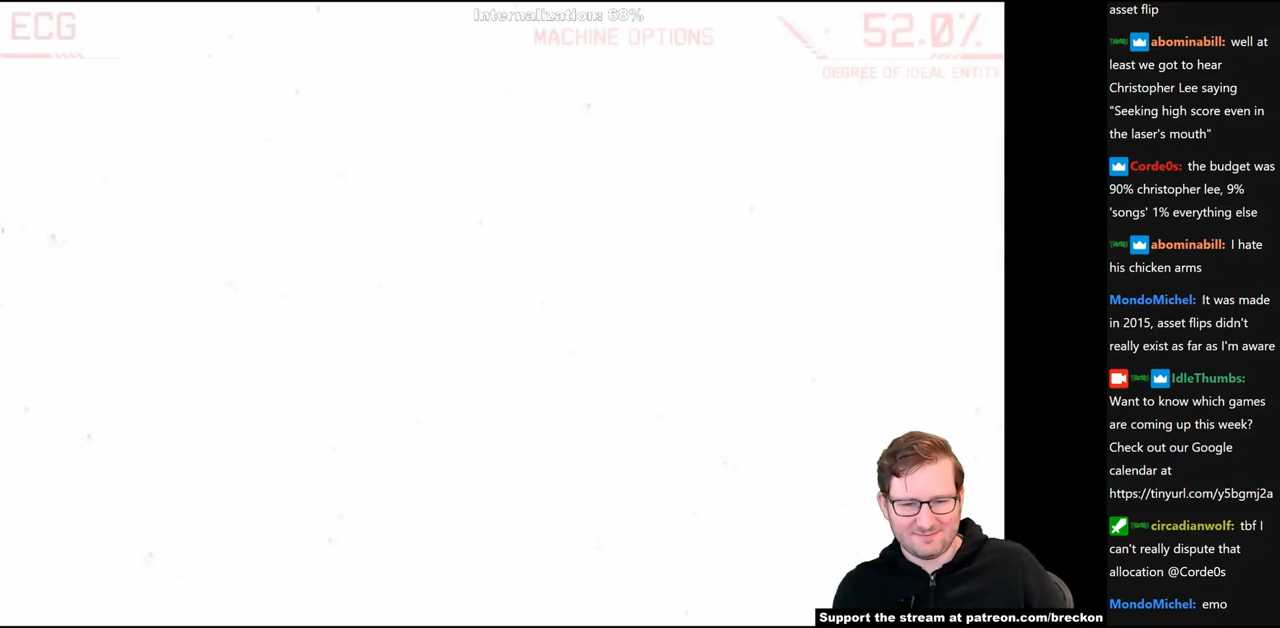 ECG
Internalization: 68%
MACHINE OPTIONS
52.0%
DEGREE OF IDEAL ENTITY
asset flip
abominabill: well at
least we got to hear
Christopher Lee saying
"Seeking high score even in
the laser's mouth"
Corde0s: the budget was
90% christopher lee, 9%
'songs' 1% everything else
abominabill: I hate
his chicken arms
MondoMichel: It was made
in 2015, asset flips didn't
really exist as far as I'm aware
IdleThumbs:
Want to know which games
are coming up this week?
Check out our Google
calendar at
https://tinyurl.com/y5bgmj2a
circadianwolf: tbf I
can't really dispute that
allocation @Corde0s
MondoMichel: emo
Support the stream at patreon.com/breckon